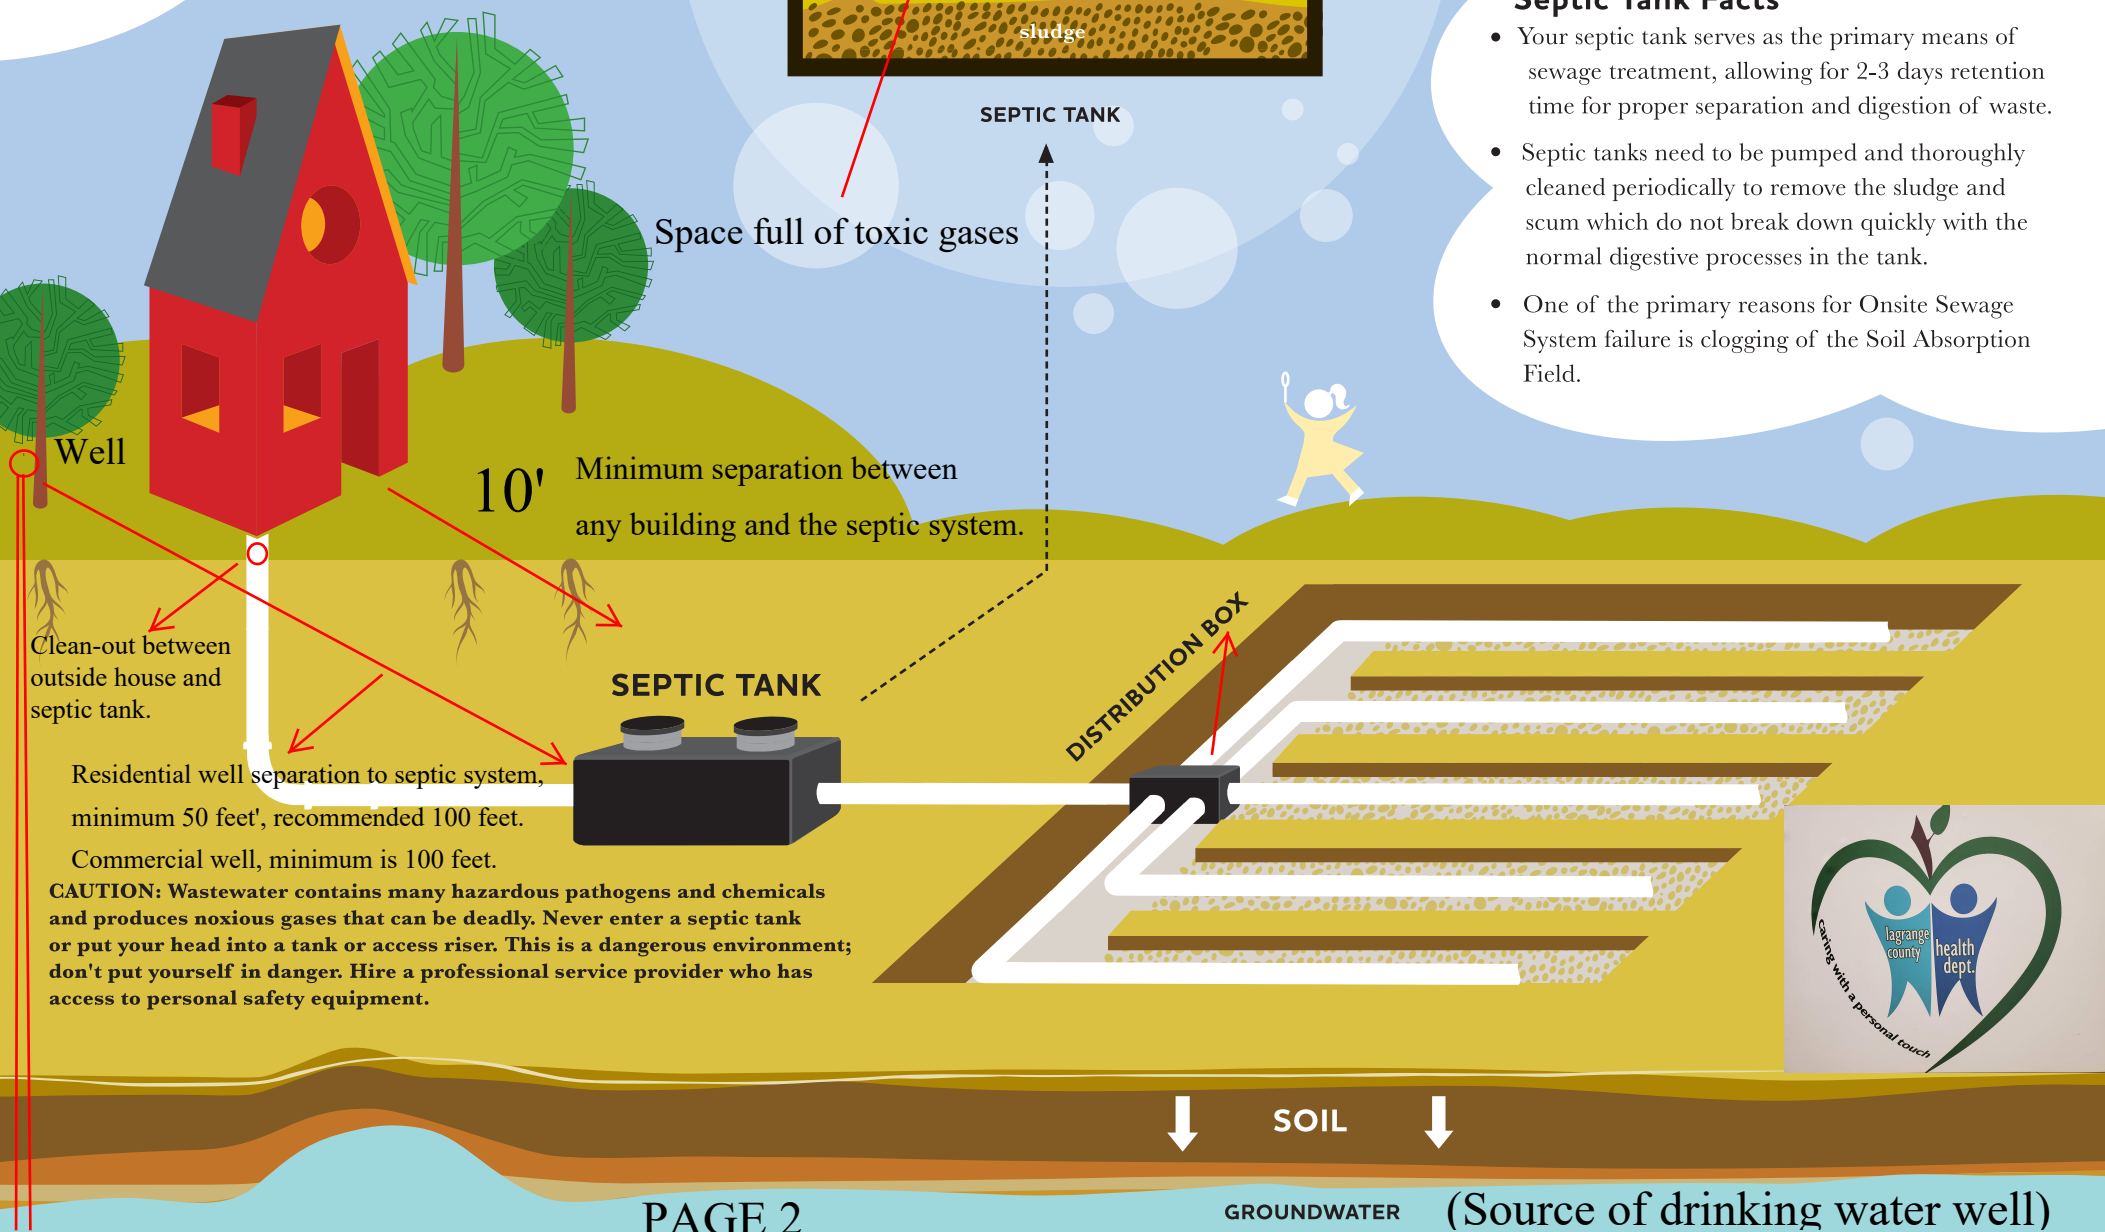 sludge
SEPTIC TANK
Septic Tank Facts
• Your septic tank serves as the primary means of
sewage treatment, allowing for 2-3 days retention
time for proper separation and digestion of waste.
• Septic tanks need to be pumped and thoroughly
cleaned periodically to remove the sludge and
scum which do not break down quickly with the
normal digestive processes in the tank.
• One of the primary reasons for Onsite Sewage
System failure is clogging of the Soil Absorption
Field.
Space full of toxic gases
Well
10'
Minimum separation between
any building and the septic system.
Clean-out between
outside house and
septic tank.
SEPTIC TANK
DISTRIBUTION BOX
Residential well separation to septic system,
minimum 50 feet', recommended 100 feet.
Commercial well, minimum is 100 feet.
CAUTION: Wastewater contains many hazardous pathogens and chemicals
and produces noxious gases that can be deadly. Never enter a septic tank
or put your head into a tank or access riser. This is a dangerous environment;
don't put yourself in danger. Hire a professional service provider who has
access to personal safety equipment.
lagrange
county
health
dept.
caring with a personal touch
SOIL
PAGE 2
GROUNDWATER
(Source of drinking water well)